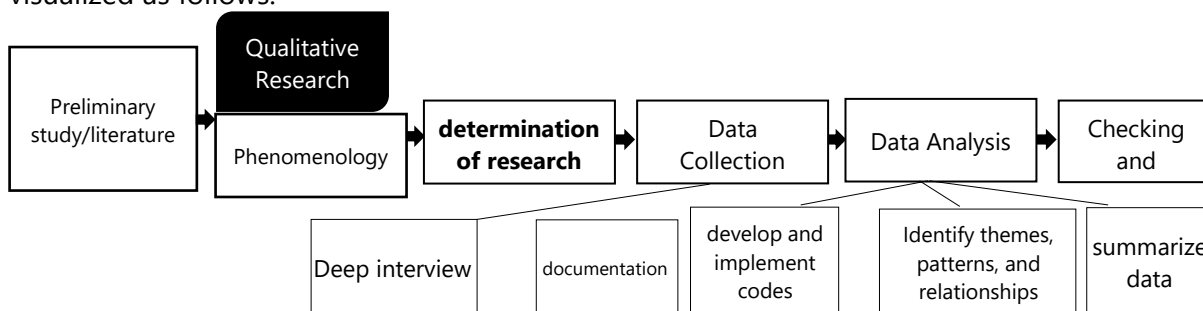 visualized as follows:
Qualitative
Research
Preliminary
study/literature
Phenomenology
determination
of research
Data
Collection
Data Analysis
Checking
and
Deep interview
documentation
develop and
implement
codes
Identify themes,
patterns, and
relationships
summarize
data